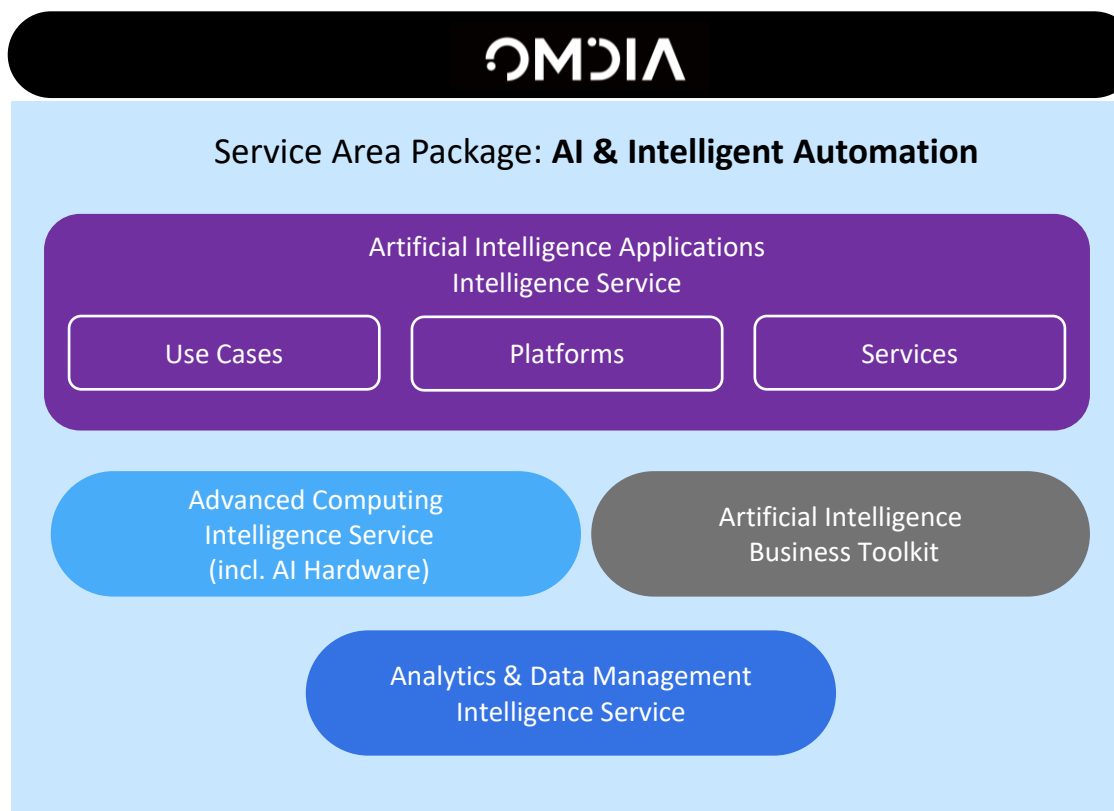 OMDIA
Service Area Package: AI & Intelligent Automation
Artificial Intelligence Applications
Intelligence Service
Use Cases
Platforms
Services
Advanced Computing
Intelligence Service
(incl. AI Hardware)
Artificial Intelligence
Business Toolkit
Analytics & Data Management
Intelligence Service